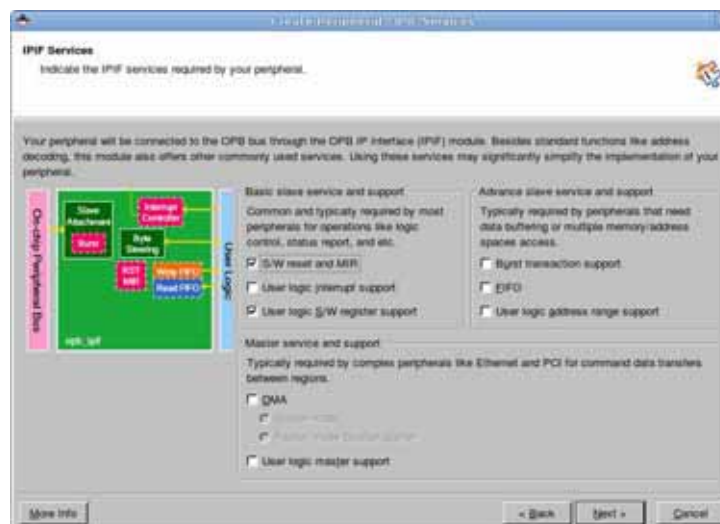 Create Peripheral - IPIF Services
IPIF Services
Indicate the IPIF services required by your peripheral.
Your peripheral will be connected to the OPB bus through the OPB IP Interface (IPIF) module. Besides standard functions like address
decoding, this module also offers other commonly used services. Using these services may significantly simplify the implementation of your
peripheral.
On-chip Peripheral Bus
Slave
Attachment
Burst
Interrupt
Controller
Byte
Steering
RST
MIR
Write FIFO
Read FIFO
opb_ipif
User Logic
Basic slave service and support
Common and typically required by most
peripherals for operations like logic
control, status report, and etc.
S/W reset and MIR
User logic interrupt support
User logic S/W register support
Advance slave service and support
Typically required by peripherals that need
data buffering or multiple memory/address
spaces access.
Burst transaction support
FIFO
User logic address range support
Master service and support
Typically required by complex peripherals like Ethernet and PCI for command data transfers
between regions.
DMA
User logic master support
More Info
< Back
Next >
Cancel